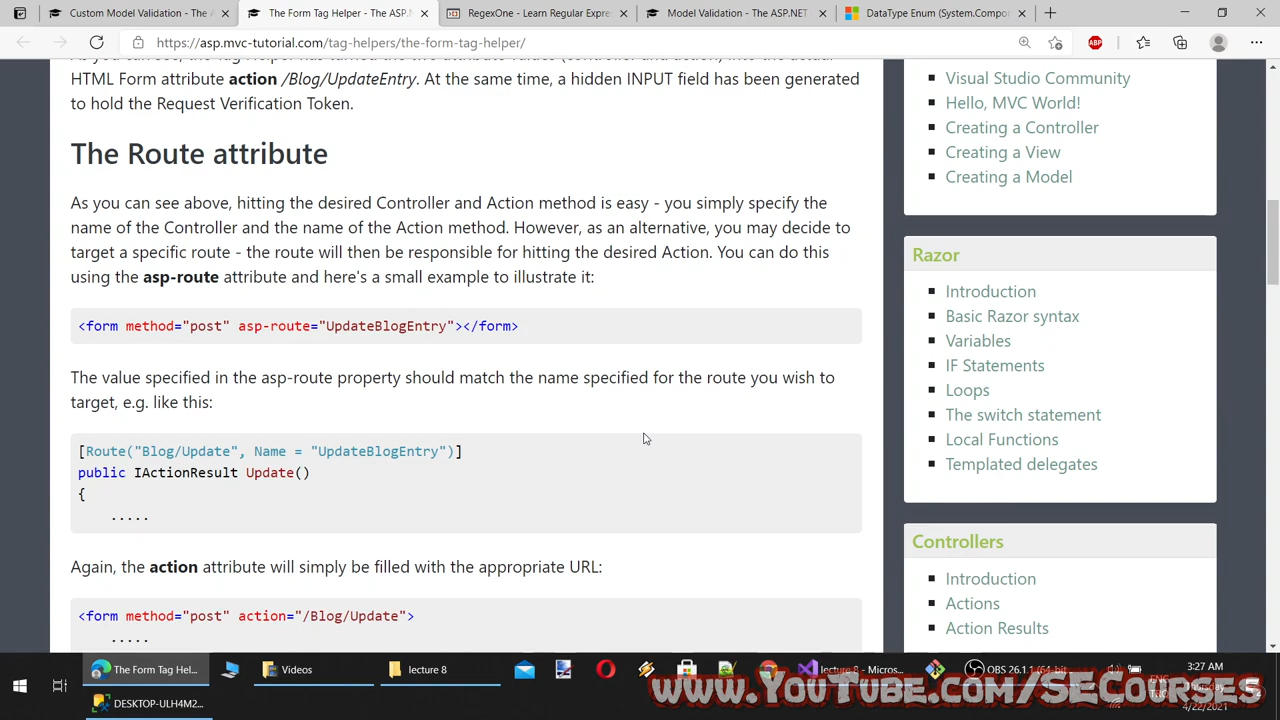 Custom Model Validation - The A
The Form Tag Helper - The ASP.N
RegexOne - Learn Regular Expre
Model Validation - The ASP.NET
DataType Enum (System.Compo
https://asp.mvc-tutorial.com/tag-helpers/the-form-tag-helper/
ABP
HTML Form attribute action /Blog/UpdateEntry. At the same time, a hidden INPUT field has been generated
to hold the Request Verification Token.
The Route attribute
As you can see above, hitting the desired Controller and Action method is easy - you simply specify the
name of the Controller and the name of the Action method. However, as an alternative, you may decide to
target a specific route - the route will then be responsible for hitting the desired Action. You can do this
using the asp-route attribute and here's a small example to illustrate it:
<form method="post" asp-route="UpdateBlogEntry"></form>
The value specified in the asp-route property should match the name specified for the route you wish to
target, e.g. like this:
[Route("Blog/Update", Name = "UpdateBlogEntry")]
public IActionResult Update()
{
.....
Again, the action attribute will simply be filled with the appropriate URL:
<form method="post" action="/Blog/Update">
.....
Visual Studio Community
Hello, MVC World!
Creating a Controller
Creating a View
Creating a Model
Razor
Introduction
Basic Razor syntax
Variables
IF Statements
Loops
The switch statement
Local Functions
Templated delegates
Controllers
Introduction
Actions
Action Results
The Form Tag Hel...
Videos
lecture 8
lecture 8 - Micros...
OBS 26.1.1 (64-bit
ENG
3:27 AM
Thursday
4/22/2021
DESKTOP-ULH4M2...
www.YouTube.com/SECourses